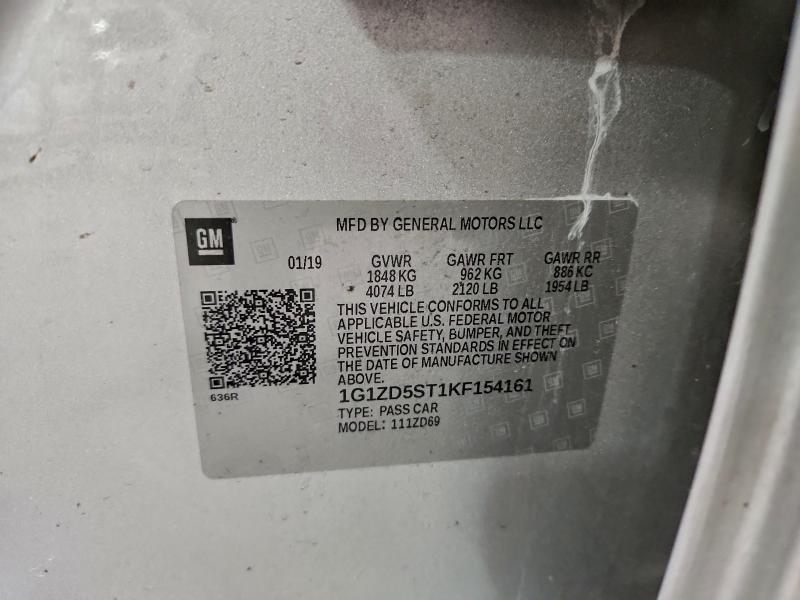 GM
MFD BY GENERAL MOTORS LLC
01/19 GVWR GAWR FRT GAWR RR
1848 KG 962 KG 886 KG
4074 LB 2120 LB 1954 LB
THIS VEHICLE CONFORMS TO ALL
APPLICABLE U.S. FEDERAL MOTOR
VEHICLE SAFETY, BUMPER, AND THEFT
PREVENTION STANDARDS IN EFFECT ON
THE DATE OF MANUFACTURE SHOWN
ABOVE.
636R
1G1ZD5ST1KF154161
TYPE: PASS CAR
MODEL: 111ZD69